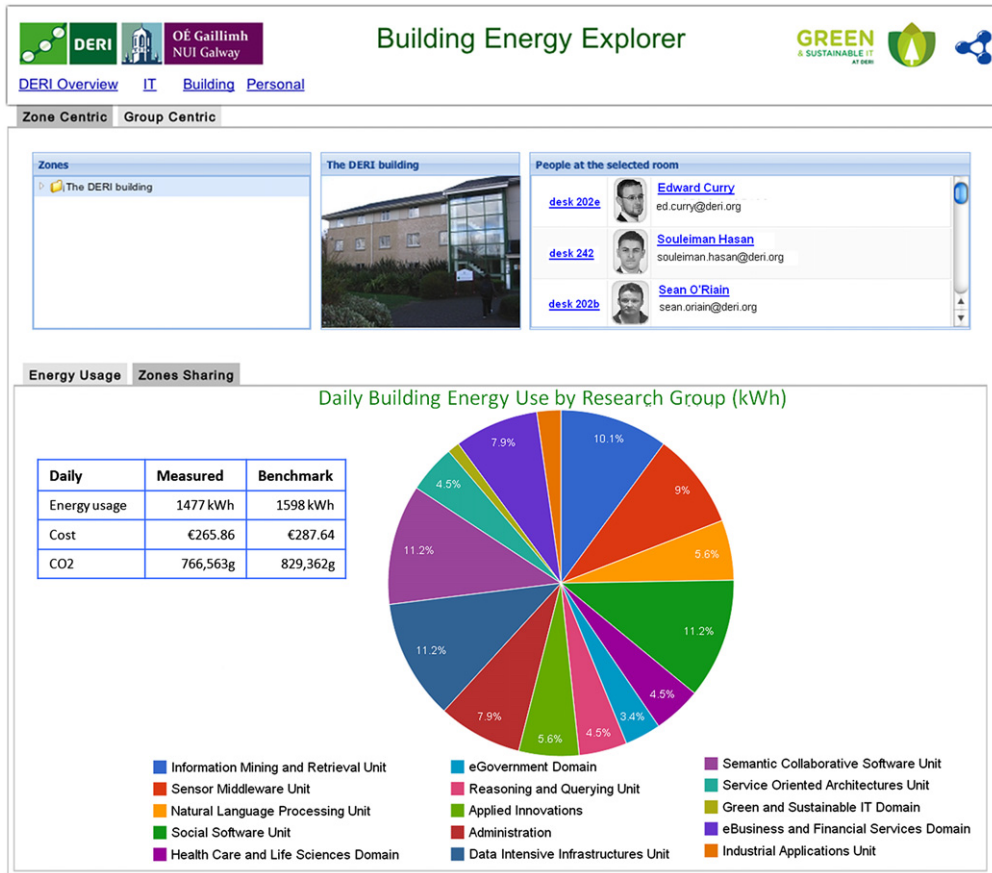 DERI
OÉ Gaillimh
NUI Galway
Building Energy Explorer
GREEN
& SUSTAINABLE IT
AT DERI
DERI Overview IT Building Personal
Zone Centric Group Centric
Zones
The DERI building
The DERI building
People at the selected room
desk 202e
Edward Curry
ed.curry@deri.org
desk 242
Souleiman Hasan
souleiman.hasan@deri.org
desk 202b
Sean O'Riain
sean.oriain@deri.org
Energy Usage Zones Sharing
Daily Building Energy Use by Research Group (kWh)
Daily Measured Benchmark
Energy usage 1477 kWh 1598 kWh
Cost €265.86 €287.64
CO2 766,563g 829,362g
10.1%
9%
5.6%
11.2%
4.5%
3.4%
4.5%
5.6%
7.9%
11.2%
11.2%
4.5%
7.9%
Information Mining and Retrieval Unit
Sensor Middleware Unit
Natural Language Processing Unit
Social Software Unit
Health Care and Life Sciences Domain
eGovernment Domain
Reasoning and Querying Unit
Applied Innovations
Administration
Data Intensive Infrastructures Unit
Semantic Collaborative Software Unit
Service Oriented Architectures Unit
Green and Sustainable IT Domain
eBusiness and Financial Services Domain
Industrial Applications Unit